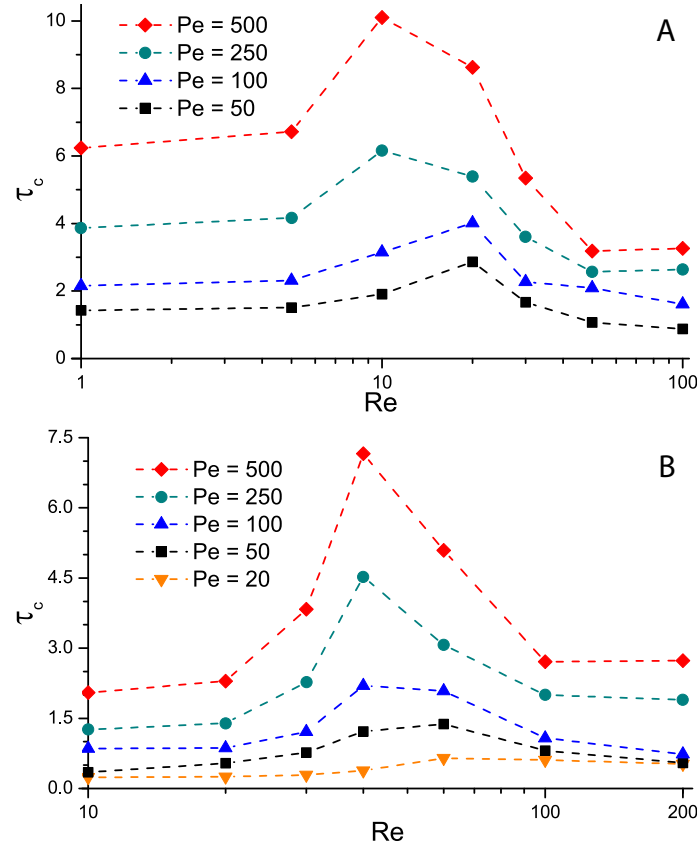 A
Pe = 500
Pe = 250
Pe = 100
Pe = 50
10
8
6
4
2
0
τc
1
10
100
Re
B
Pe = 500
Pe = 250
Pe = 100
Pe = 50
Pe = 20
7.5
6.0
4.5
3.0
1.5
0.0
τc
10
100
200
Re